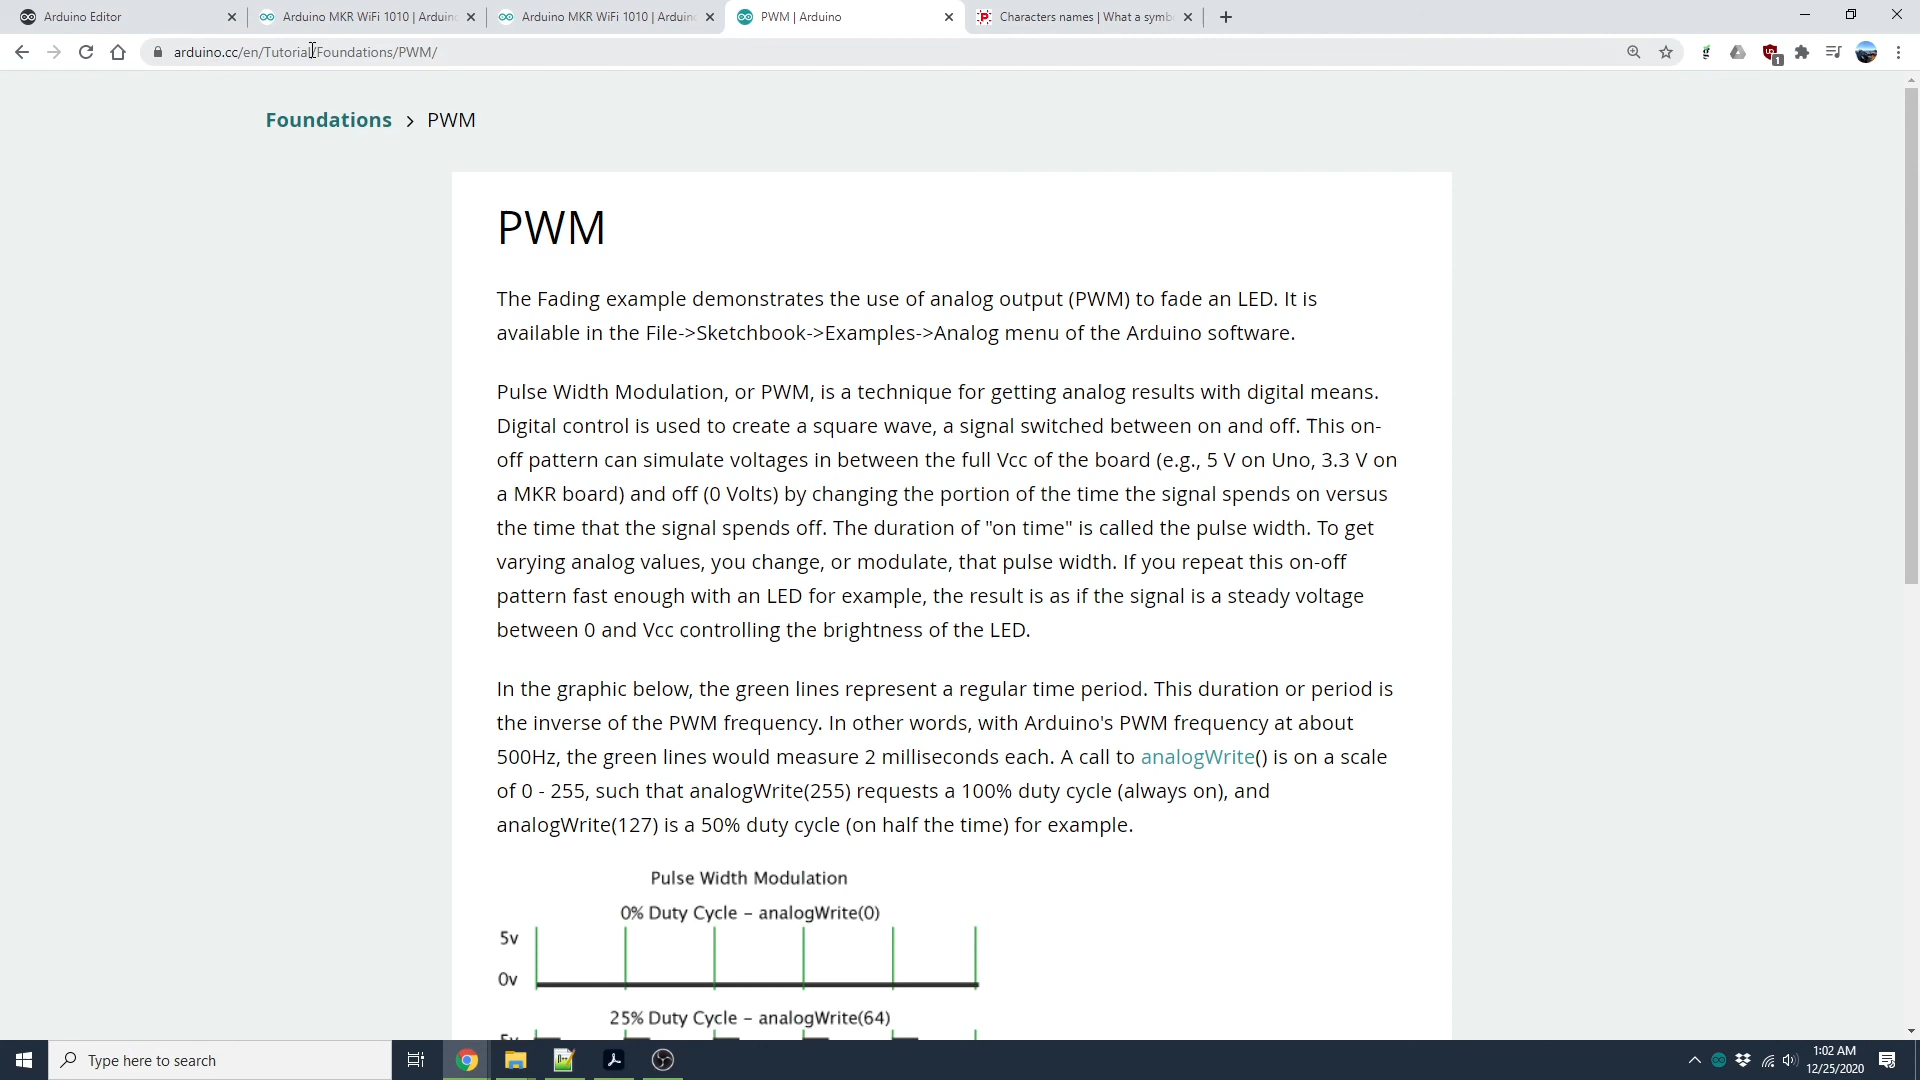 Arduino Editor
Arduino MKR WiFi 1010 | Arduin
Arduino MKR WiFi 1010 | Arduin
PWM | Arduino
Characters names | What a symb
arduino.cc/en/Tutorial/Foundations/PWM/
1
Foundations > PWM
PWM
The Fading example demonstrates the use of analog output (PWM) to fade an LED. It is
available in the File->Sketchbook->Examples->Analog menu of the Arduino software.
Pulse Width Modulation, or PWM, is a technique for getting analog results with digital means.
Digital control is used to create a square wave, a signal switched between on and off. This on-
off pattern can simulate voltages in between the full Vcc of the board (e.g., 5 V on Uno, 3.3 V on
a MKR board) and off (0 Volts) by changing the portion of the time the signal spends on versus
the time that the signal spends off. The duration of "on time" is called the pulse width. To get
varying analog values, you change, or modulate, that pulse width. If you repeat this on-off
pattern fast enough with an LED for example, the result is as if the signal is a steady voltage
between 0 and Vcc controlling the brightness of the LED.
In the graphic below, the green lines represent a regular time period. This duration or period is
the inverse of the PWM frequency. In other words, with Arduino's PWM frequency at about
500Hz, the green lines would measure 2 milliseconds each. A call to analogWrite() is on a scale
of 0 - 255, such that analogWrite(255) requests a 100% duty cycle (always on), and
analogWrite(127) is a 50% duty cycle (on half the time) for example.
Pulse Width Modulation
0% Duty Cycle – analogWrite(0)
5v
0v
25% Duty Cycle – analogWrite(64)
5v
Type here to search
1:02 AM
12/25/2020